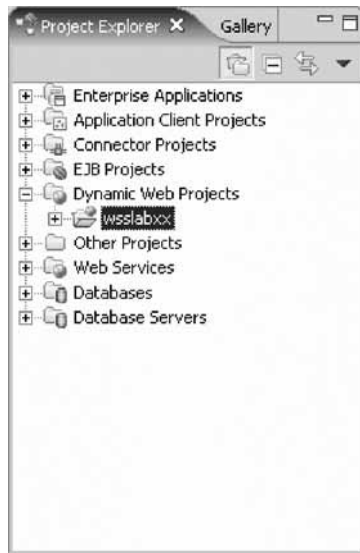 Project Explorer Gallery
Enterprise Applications
Application Client Projects
Connector Projects
EJB Projects
Dynamic Web Projects
wsslabxx
Other Projects
Web Services
Databases
Database Servers